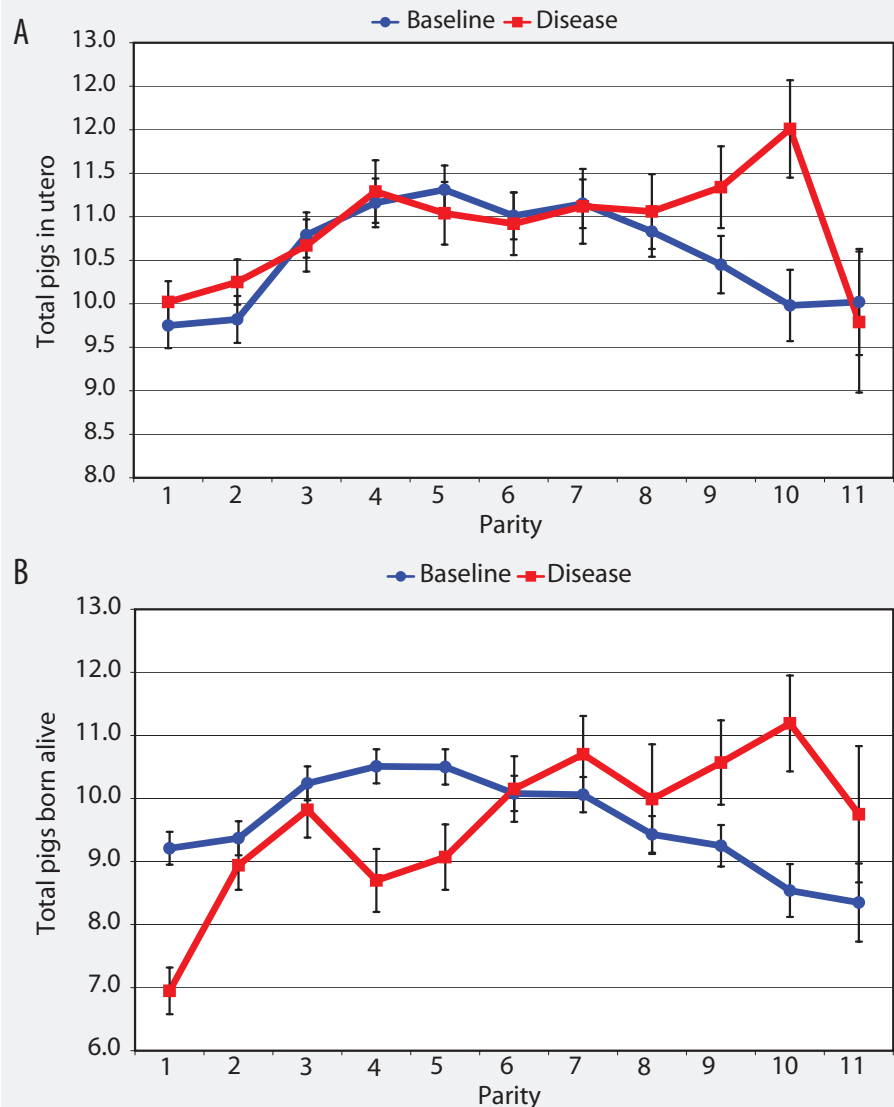 A
Baseline Disease
13.0
12.0
12.0
11.5
11.0
10.5
10.0
9.5
9.0
8.5
8.0
Total pigs in utero
1 2 3 4 5 6 7 8 9 10 11
Parity
B
Baseline Disease
13.0
12.0
11.0
10.0
9.0
8.0
7.0
6.0
Total pigs born alive
1 2 3 4 5 6 7 8 9 10 11
Parity